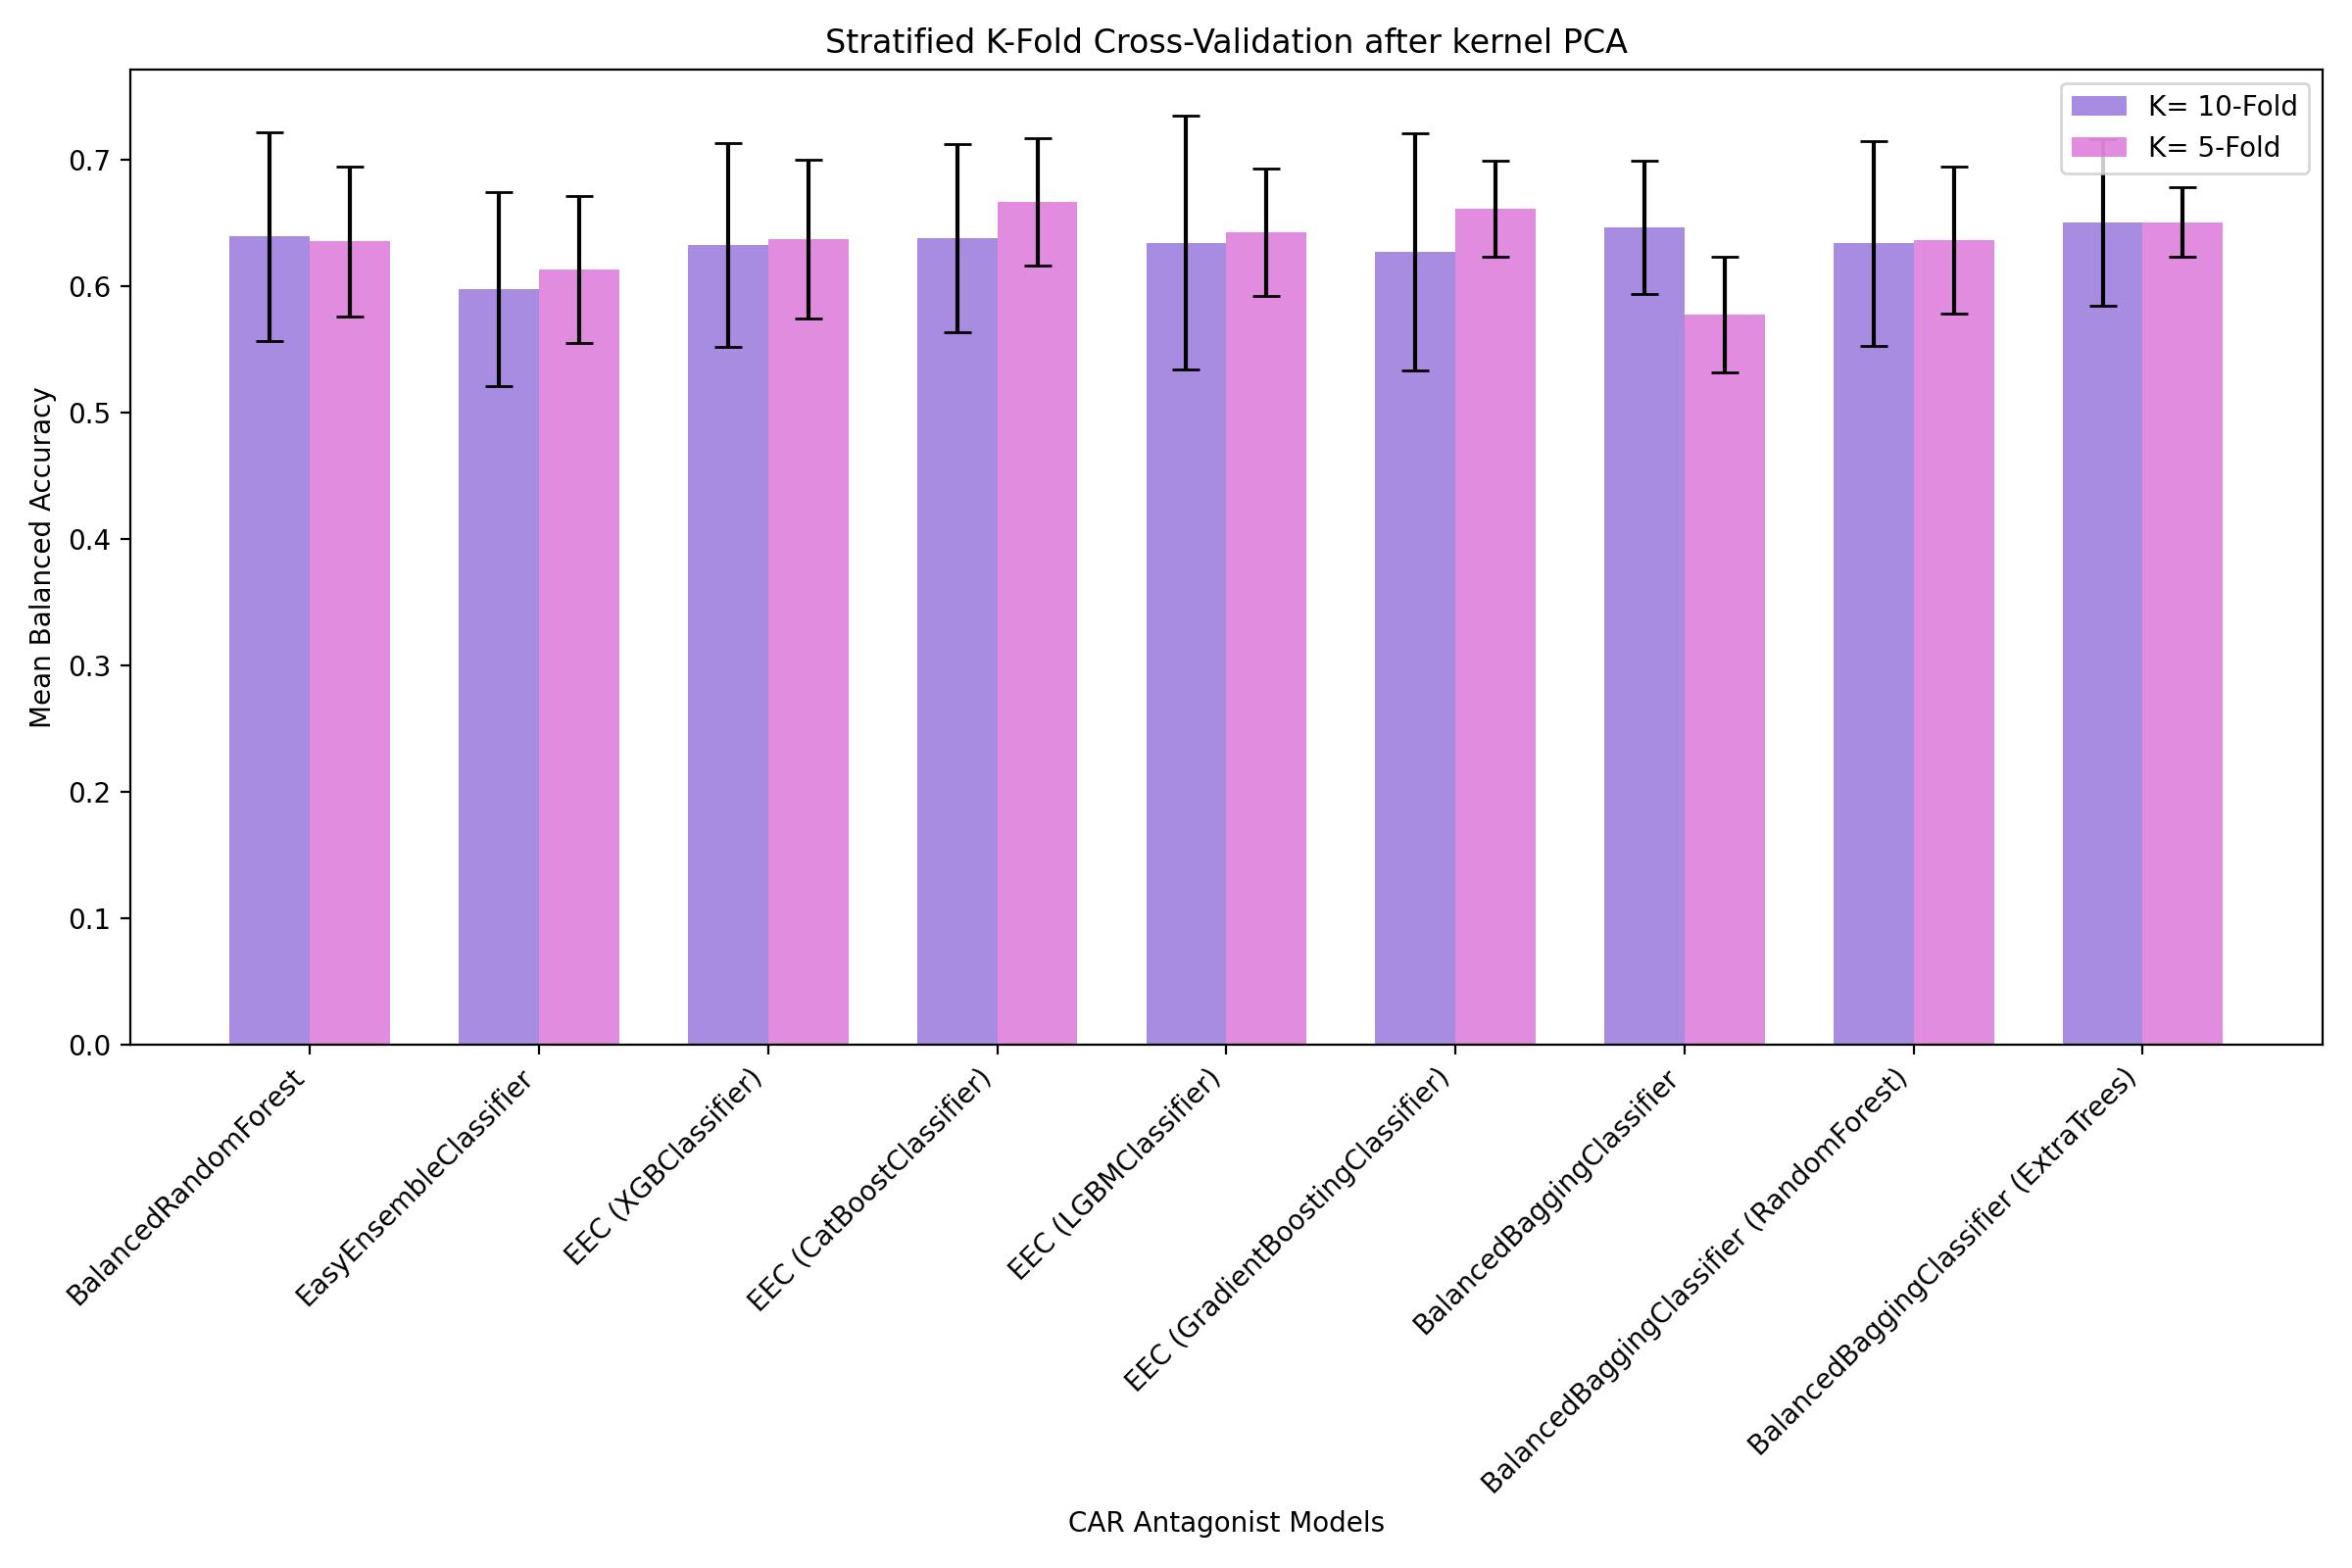 Stratified K-Fold Cross-Validation after kernel PCA
K= 10-Fold
K= 5-Fold
Mean Balanced Accuracy
0.7
0.6
0.5
0.4
0.3
0.2
0.1
0.0
BalancedRandomForest
EasyEnsembleClassifier
EEC (XGBClassifier)
EEC (CatBoostClassifier)
EEC (LGBMClassifier)
EEC (GradientBoostingClassifier)
BalancedBaggingClassifier
BalancedBaggingClassifier (RandomForest)
BalancedBaggingClassifier (ExtraTrees)
CAR Antagonist Models